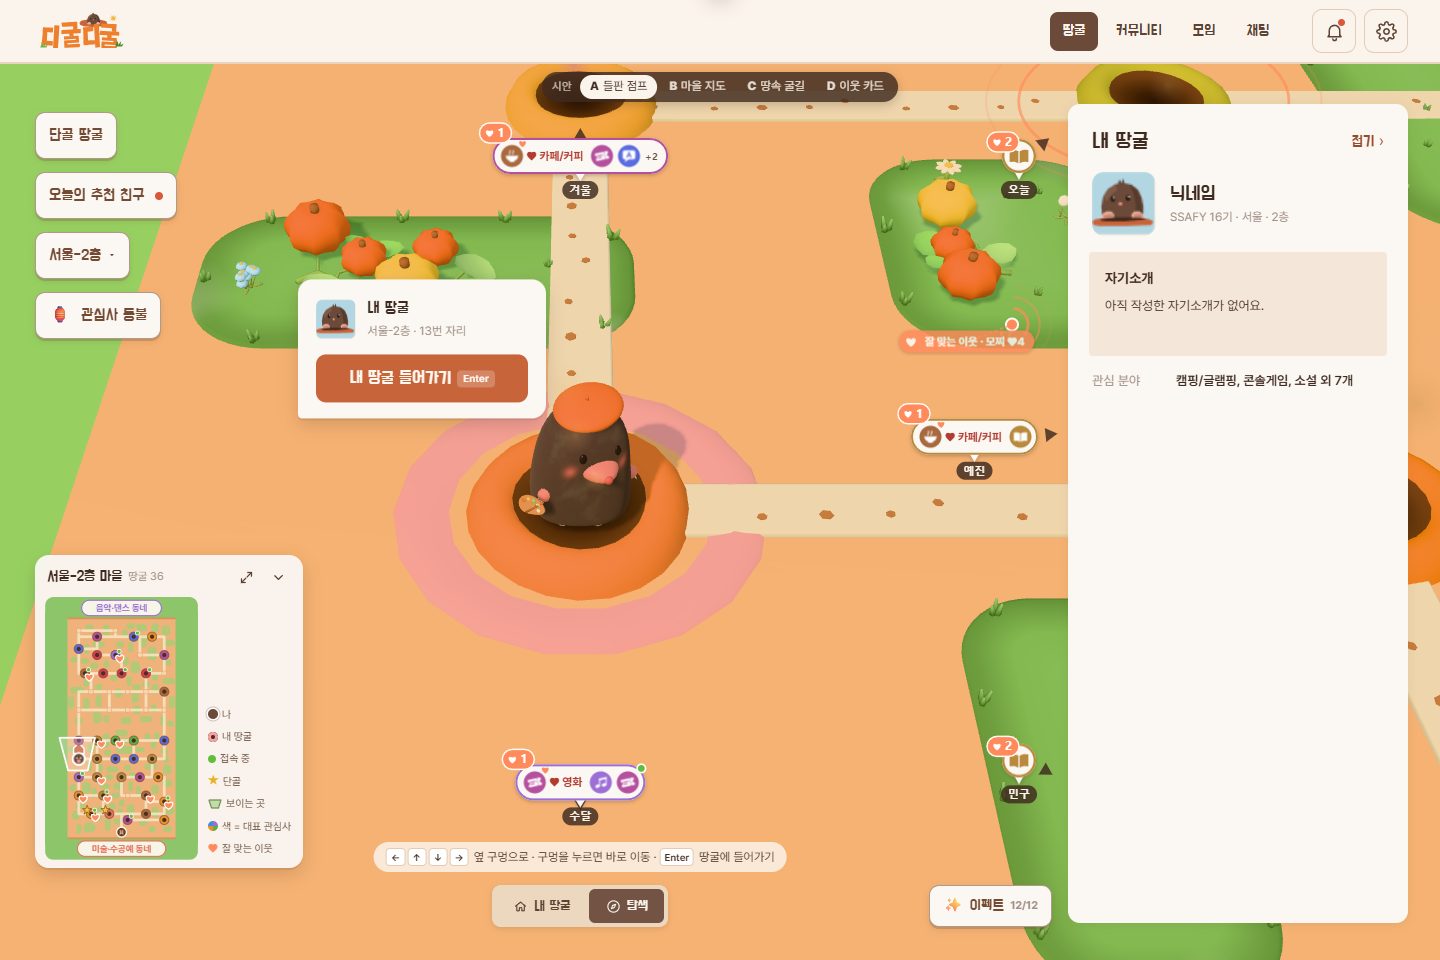 디굴디굴
땅굴
커뮤니티
모임
채팅
시안
A 들판 점프
B 마을 지도
C 땅속 굴길
D 이웃 카드
단골 땅굴
오늘의 추천 친구
서울-2층
관심사 등불
1
카페/커피
+2
겨울
2
오늘
내 땅굴
서울-2층 · 13번 자리
내 땅굴 들어가기 Enter
잘 맞는 이웃 · 모찌 ♥4
1
카페/커피
예진
내 땅굴
접기 ›
닉네임
SSAFY 16기 · 서울 · 2층
자기소개
아직 작성한 자기소개가 없어요.
관심 분야
캠핑/글램핑, 콘솔게임, 소설 외 7개
서울-2층 마을 땅굴 36
음악·댄스 동네
나
내 땅굴
접속 중
단골
보이는 곳
색 = 대표 관심사
잘 맞는 이웃
미술·수공예 동네
1
영화
수달
2
민구
← ↑ ↓ → 옆 구멍으로 · 구멍을 누르면 바로 이동 · Enter 땅굴에 들어가기
내 땅굴
탐색
이펙트 12/12